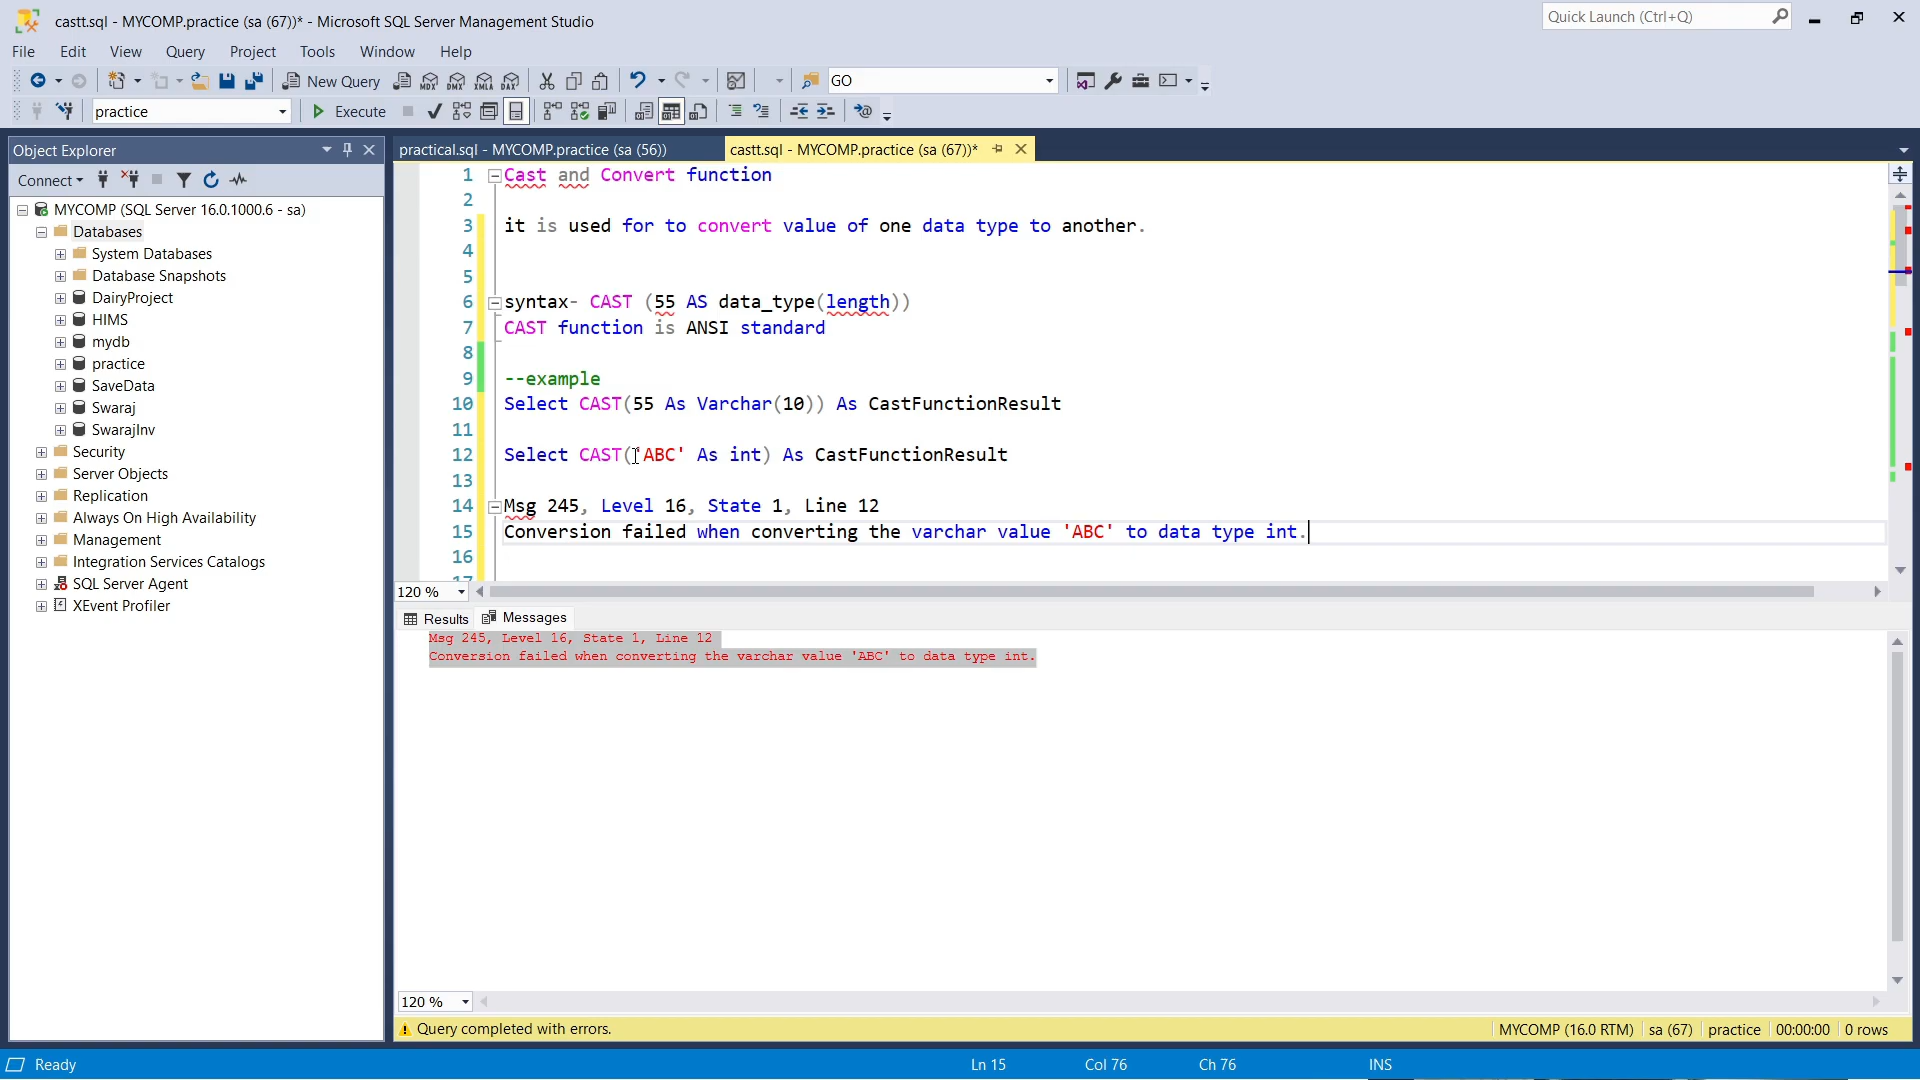 castt.sql - MYCOMP.practice (sa (67))* - Microsoft SQL Server Management Studio
Quick Launch (Ctrl+Q)
File Edit View Query Project Tools Window Help
New Query
MDX DMX XMLA DAX
GO
practice
Execute
Object Explorer
practical.sql - MYCOMP.practice (sa (56))
castt.sql - MYCOMP.practice (sa (67))*
Connect
MYCOMP (SQL Server 16.0.1000.6 - sa)
Databases
System Databases
Database Snapshots
DairyProject
HIMS
mydb
practice
SaveData
Swaraj
SwarajInv
Security
Server Objects
Replication
Always On High Availability
Management
Integration Services Catalogs
SQL Server Agent
XEvent Profiler
1 Cast and Convert function
2
3 it is used for to convert value of one data type to another.
4
5
6 syntax- CAST (55 AS data_type(length))
7 CAST function is ANSI standard
8
9 --example
10 Select CAST(55 As Varchar(10)) As CastFunctionResult
11
12 Select CAST('ABC' As int) As CastFunctionResult
13
14 Msg 245, Level 16, State 1, Line 12
15 Conversion failed when converting the varchar value 'ABC' to data type int.
16
17
120 %
Results Messages
Msg 245, Level 16, State 1, Line 12
Conversion failed when converting the varchar value 'ABC' to data type int.
120 %
Query completed with errors.
MYCOMP (16.0 RTM) sa (67) practice 00:00:00 0 rows
Ready
Ln 15 Col 76 Ch 76 INS